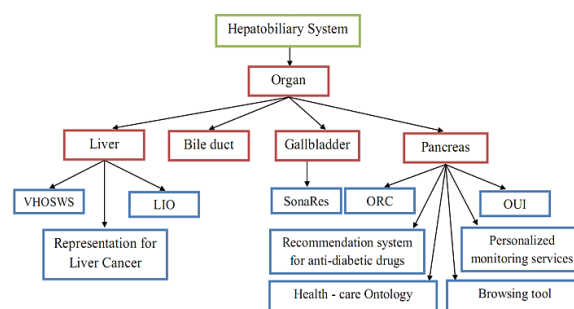 Hepatobiliary System
Organ
Liver
Bile duct
Gallbladder
Pancreas
VHOSWS
LIO
SonaRes
ORC
OUI
Representation for
Liver Cancer
Recommendation system
for anti-diabetic drugs
Personalized
monitoring services
Health - care Ontology
Browsing tool